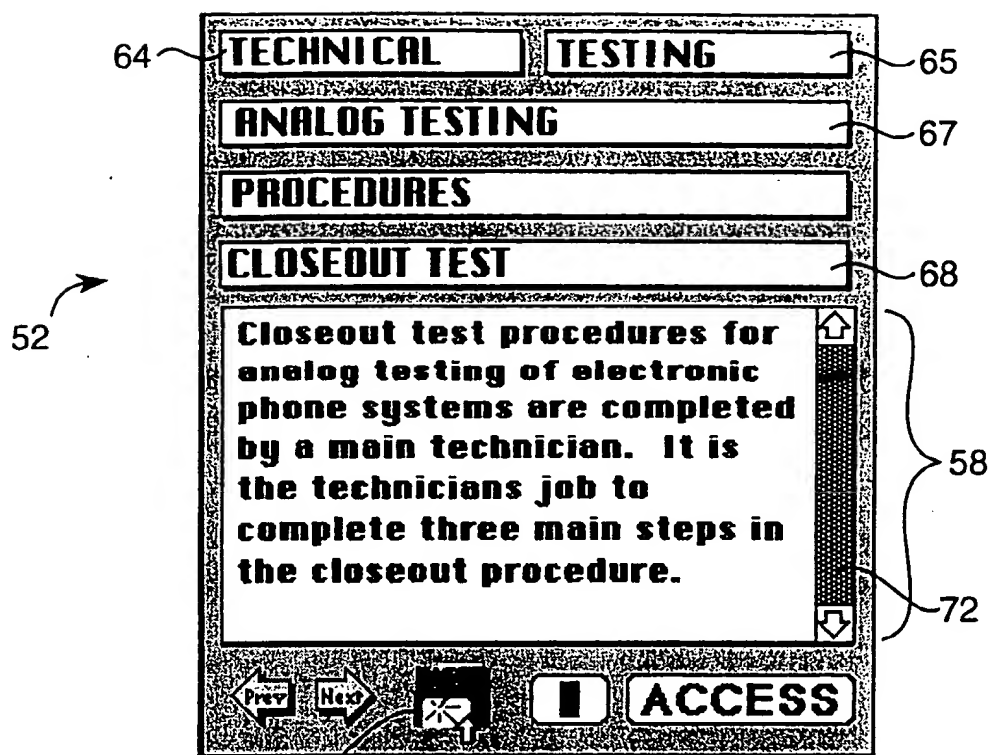 64 TECHNICAL TESTING 65
ANALOG TESTING 67
PROCEDURES
CLOSEOUT TEST 68
52
Closeout test procedures for
analog testing of electronic
phone systems are completed
by a main technician. It is
the technicians job to
complete three main steps in
the closeout procedure.
58
72
Prev Next I ACCESS